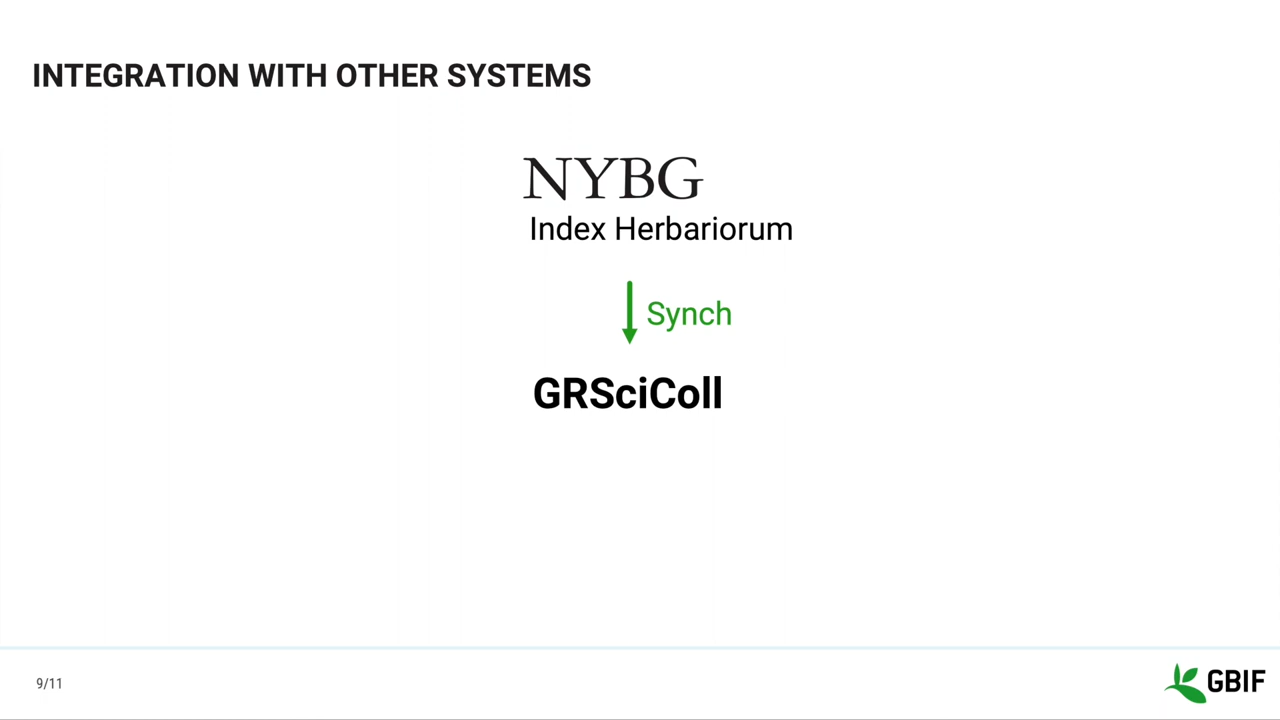 INTEGRATION WITH OTHER SYSTEMS
NYBG
Index Herbariorum
Synch
GRSciColl
9/11
GBIF